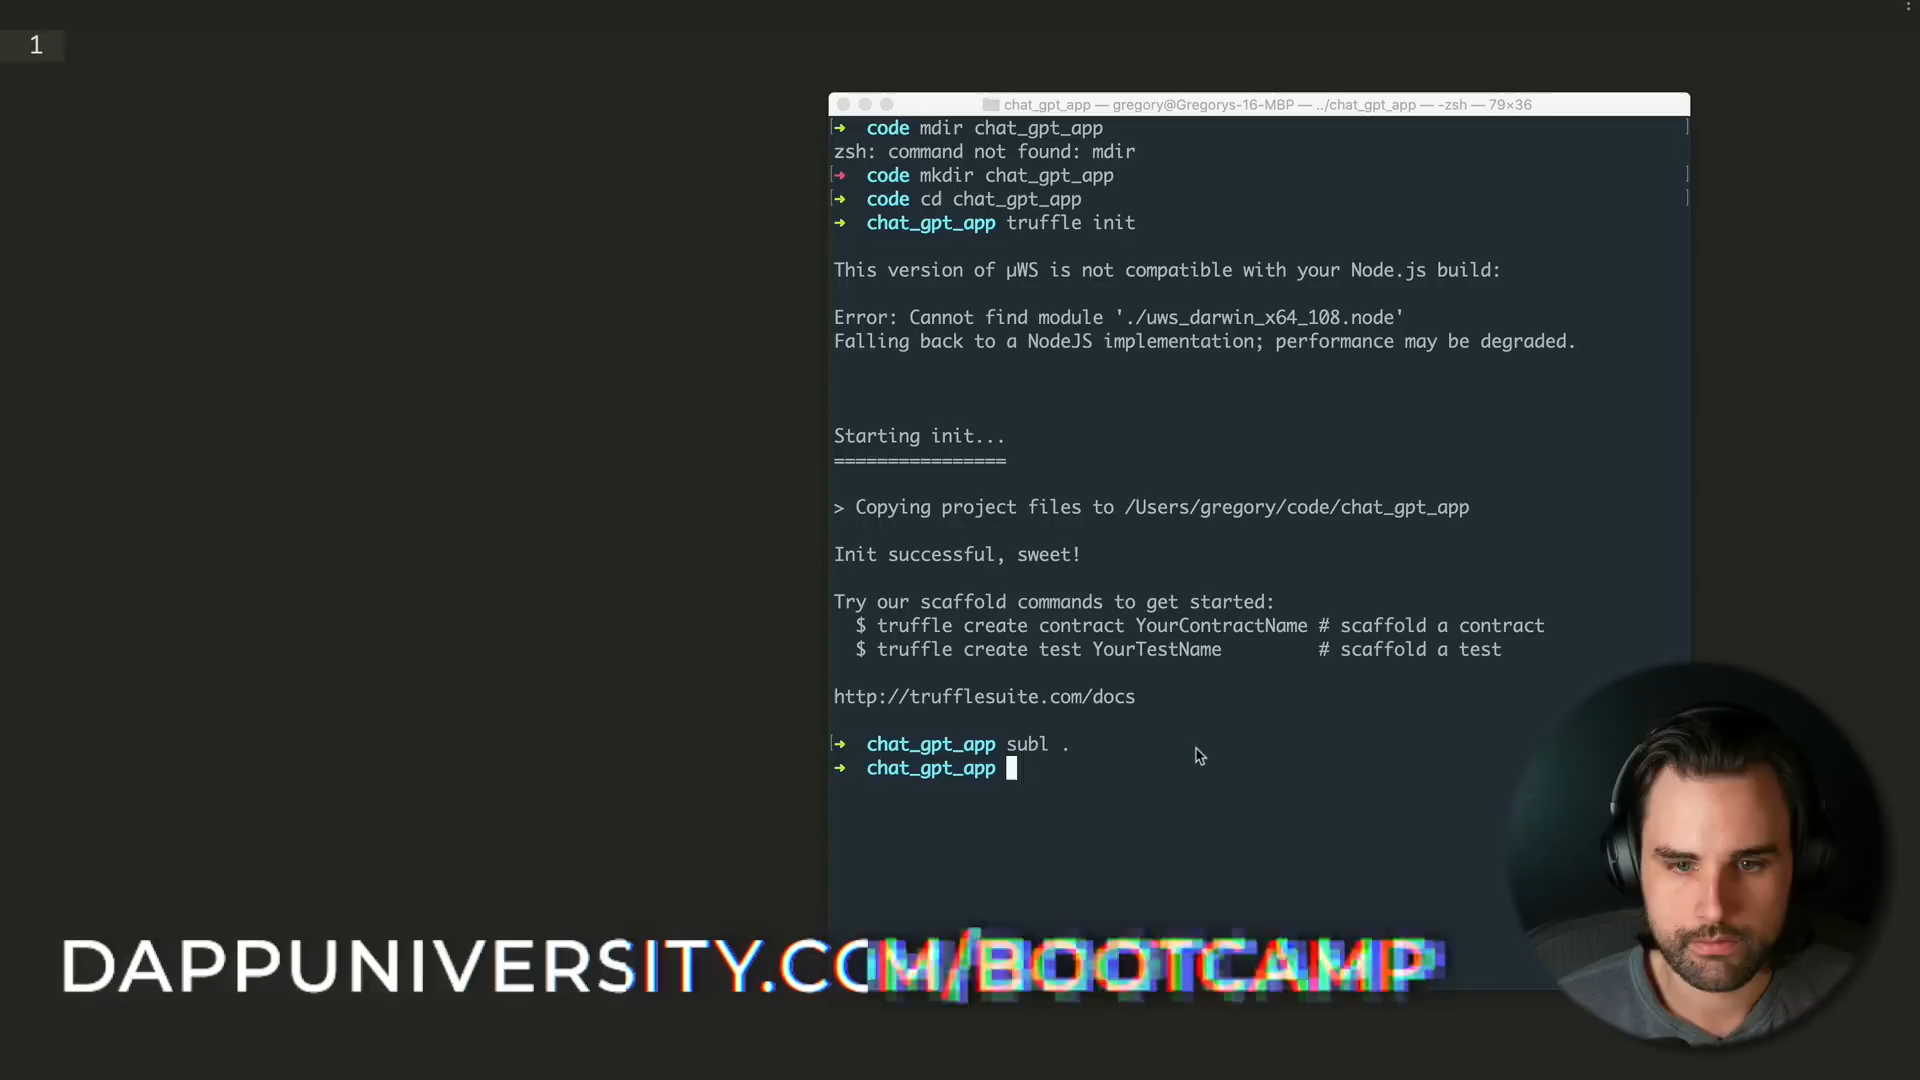 1
chat_gpt_app — gregory@Gregorys-16-MBP — ../chat_gpt_app — -zsh — 79×36
[➜  code mdir chat_gpt_app ]
zsh: command not found: mdir
[➜  code mkdir chat_gpt_app ]
[➜  code cd chat_gpt_app ]
➜  chat_gpt_app truffle init
This version of µWS is not compatible with your Node.js build:
Error: Cannot find module './uws_darwin_x64_108.node'
Falling back to a NodeJS implementation; performance may be degraded.
Starting init...
================
> Copying project files to /Users/gregory/code/chat_gpt_app
Init successful, sweet!
Try our scaffold commands to get started:
$ truffle create contract YourContractName # scaffold a contract
$ truffle create test YourTestName         # scaffold a test
http://trufflesuite.com/docs
[➜  chat_gpt_app subl .
➜  chat_gpt_app
DAPPUNIVERSITY.COM/BOOTCAMP